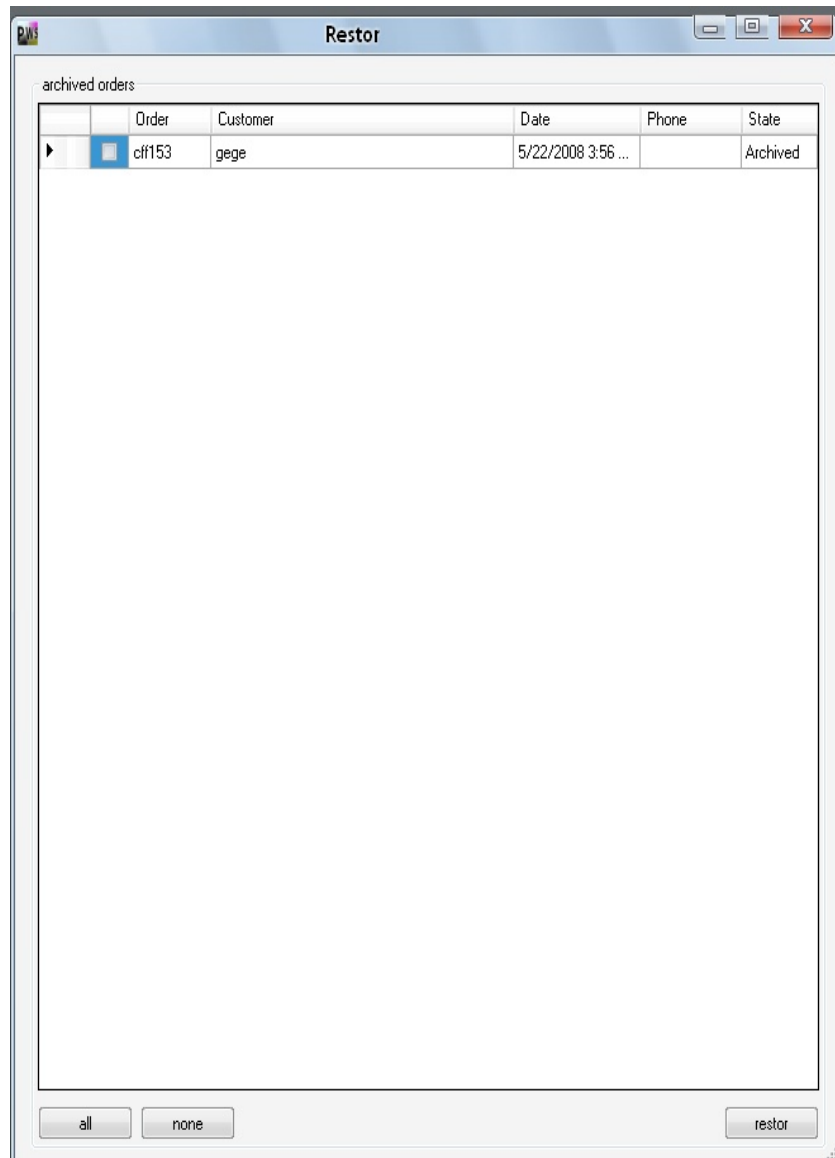 PWS Restor
archived orders
Order Customer Date Phone State
cff153 gege 5/22/2008 3:56 ... Archived
all none restor